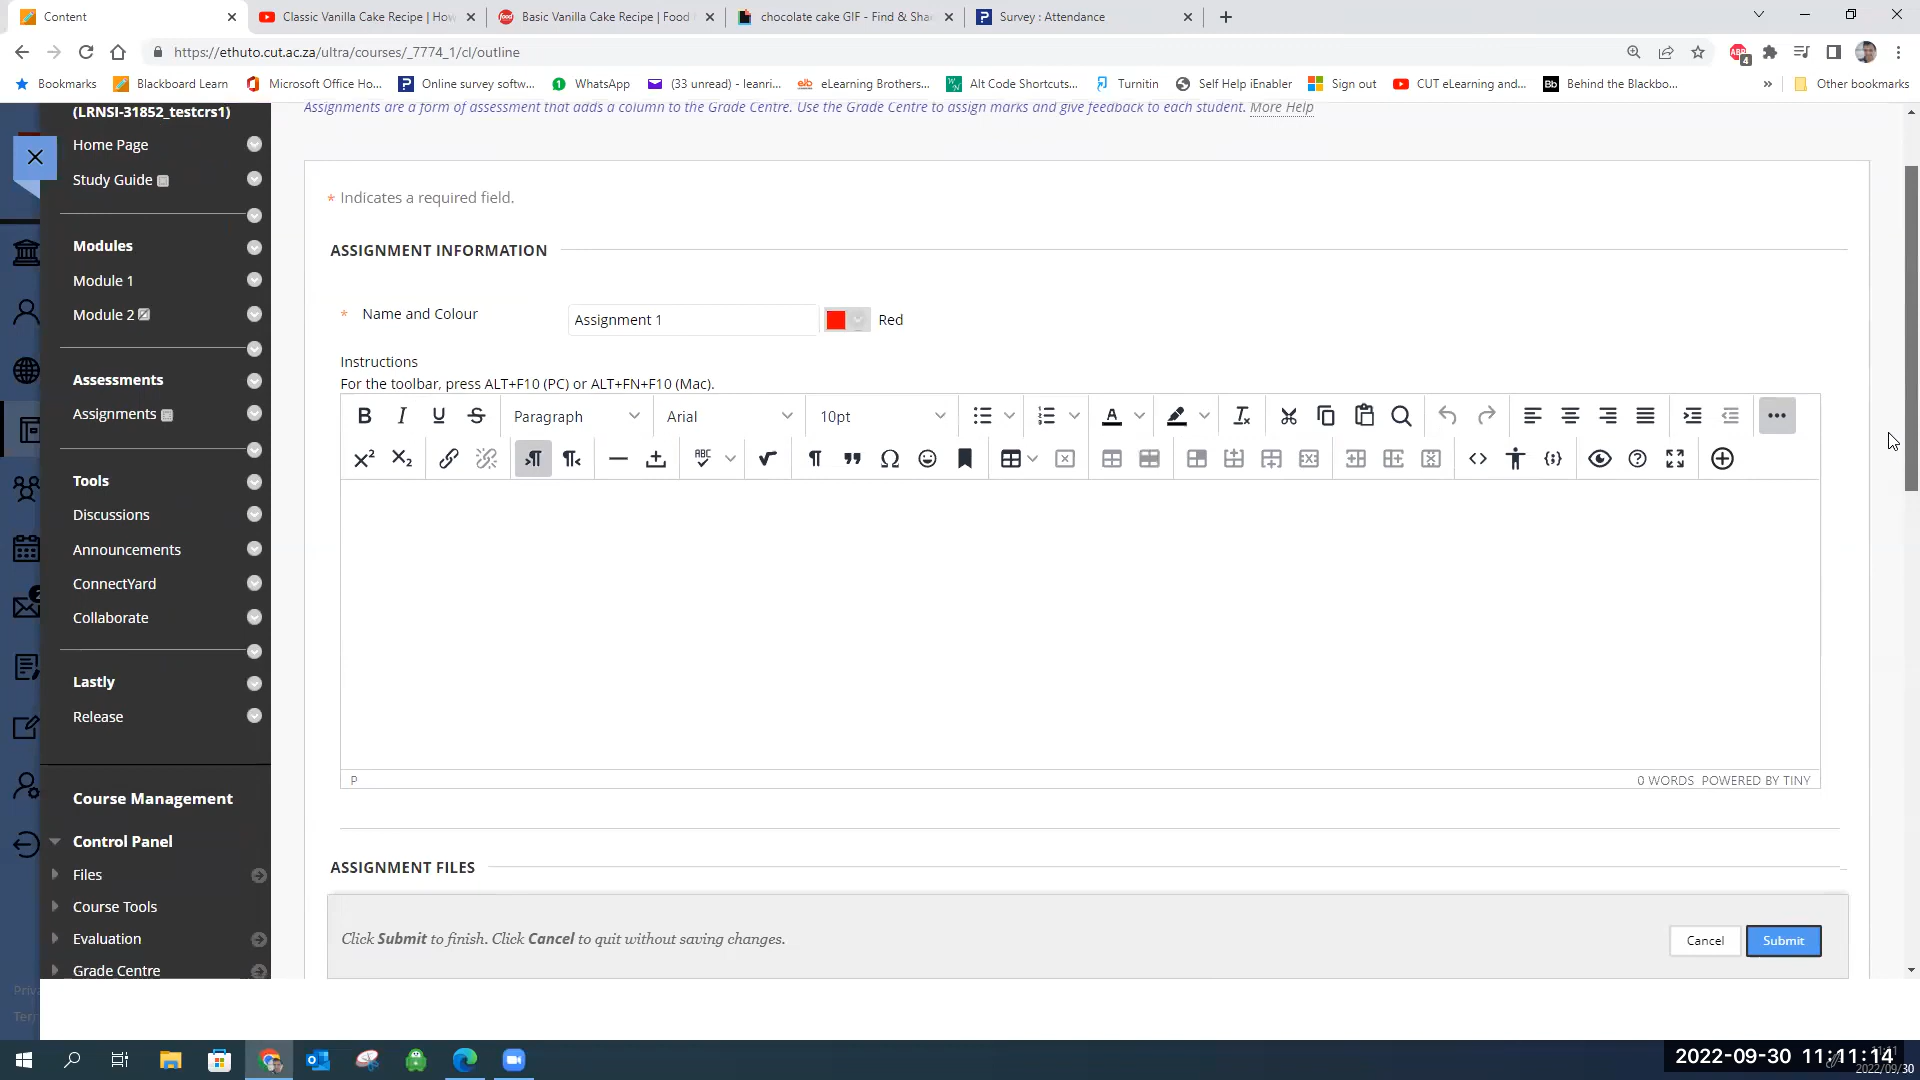 Content
Classic Vanilla Cake Recipe | How
Basic Vanilla Cake Recipe | Food
chocolate cake GIF - Find & Shar
Survey : Attendance
https://ethuto.cut.ac.za/ultra/courses/_7774_1/cl/outline
ABP
4
Bookmarks
Blackboard Learn
Microsoft Office Ho...
Online survey softw...
WhatsApp
(33 unread) - leanri...
eLearning Brothers...
Alt Code Shortcuts...
Turnitin
Self Help iEnabler
Sign out
CUT eLearning and...
Behind the Blackbo...
Other bookmarks
(LRNSI-31852_testcrs1)
Home Page
Study Guide
Modules
Module 1
Module 2
Assessments
Assignments
Tools
Discussions
Announcements
ConnectYard
Collaborate
Lastly
Release
Course Management
Control Panel
Files
Course Tools
Evaluation
Grade Centre
Assignments are a form of assessment that adds a column to the Grade Centre. Use the Grade Centre to assign marks and give feedback to each student. More Help
* Indicates a required field.
ASSIGNMENT INFORMATION
* Name and Colour
Assignment 1
Red
Instructions
For the toolbar, press ALT+F10 (PC) or ALT+FN+F10 (Mac).
Paragraph
Arial
10pt
P
0 WORDS POWERED BY TINY
ASSIGNMENT FILES
Click Submit to finish. Click Cancel to quit without saving changes.
Cancel
Submit
2022-09-30 11:11:14
2022/09/30